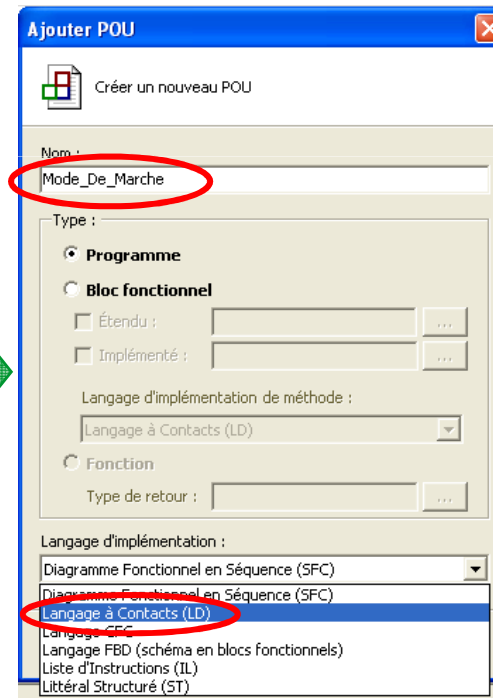 Ajouter POU
Créer un nouveau POU
Nom :
Mode_De_Marche
Type :
Programme
Bloc fonctionnel
Étendu :
...
Implémenté :
...
Langage d'implémentation de méthode :
Langage à Contacts (LD)
Fonction
Type de retour :
...
Langage d'implémentation :
Diagramme Fonctionnel en Séquence (SFC)
Diagramme Fonctionnel en Séquence (SFC)
Langage à Contacts (LD)
Langage CFC
Langage FBD (schéma en blocs fonctionnels)
Liste d'Instructions (IL)
Littéral Structuré (ST)